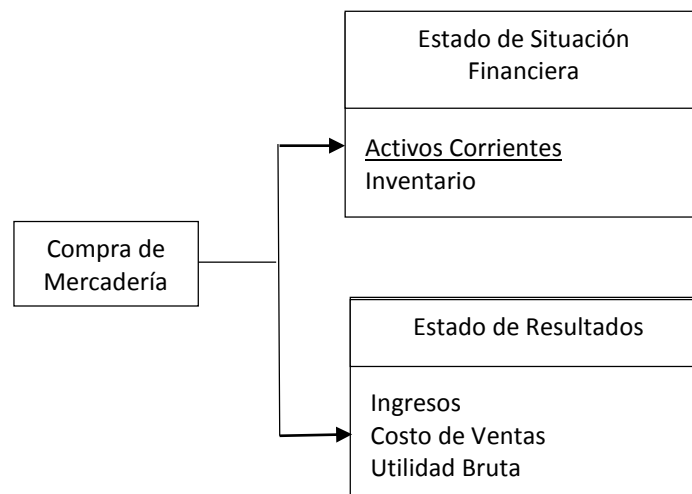 Estado de Situación
Financiera
Activos Corrientes
Inventario
Compra de
Mercadería
Estado de Resultados
Ingresos
Costo de Ventas
Utilidad Bruta